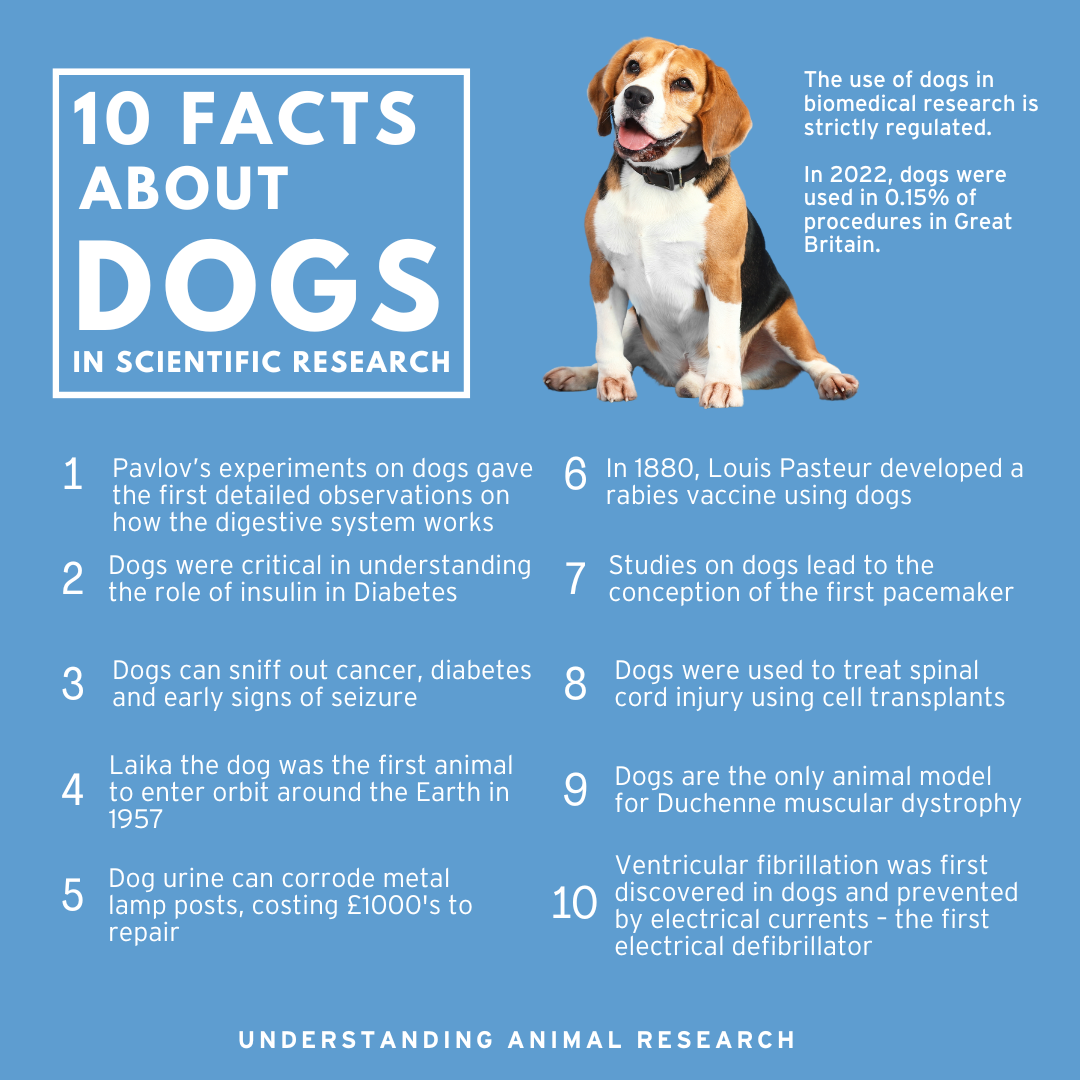 10 FACTS
ABOUT
DOGS
IN SCIENTIFIC RESEARCH
The use of dogs in
biomedical research is
strictly regulated.
In 2022, dogs were
used in 0.15% of
procedures in Great
Britain.
1
Pavlov's experiments on dogs gave
the first detailed observations on
how the digestive system works
2
Dogs were critical in understanding
the role of insulin in Diabetes
3
Dogs can sniff out cancer, diabetes
and early signs of seizure
4
Laika the dog was the first animal
to enter orbit around the Earth in
1957
5
Dog urine can corrode metal
lamp posts, costing £1000's to
repair
6
In 1880, Louis Pasteur developed a
rabies vaccine using dogs
7
Studies on dogs lead to the
conception of the first pacemaker
8
Dogs were used to treat spinal
cord injury using cell transplants
9
Dogs are the only animal model
for Duchenne muscular dystrophy
10
Ventricular fibrillation was first
discovered in dogs and prevented
by electrical currents – the first
electrical defibrillator
UNDERSTANDING ANIMAL RESEARCH